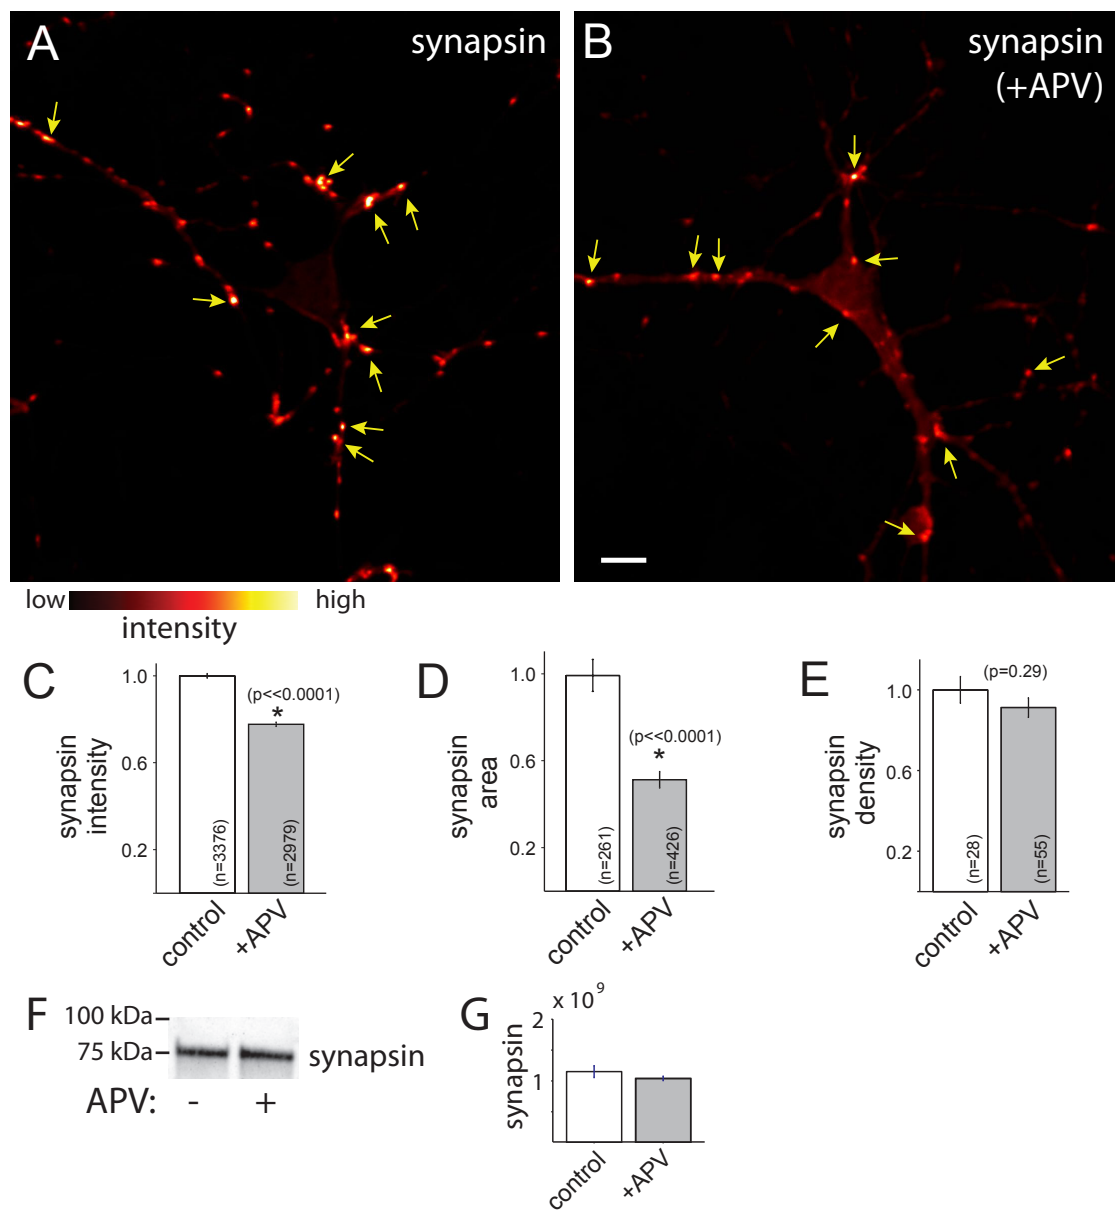 A
synapsin
B
synapsin
(+APV)
low
high
intensity
C
synapsin
intensity
1.0
0.6
0.2
(p<<0.0001)
*
(n=3376)
(n=2979)
control
+APV
D
synapsin
area
1.0
0.6
0.2
(p<<0.0001)
*
(n=261)
(n=426)
control
+APV
E
synapsin
density
1.0
0.6
0.2
(p=0.29)
(n=28)
(n=55)
control
+APV
F
100 kDa
75 kDa
synapsin
APV: - +
G
x 10^9
synapsin
2
1
control
+APV